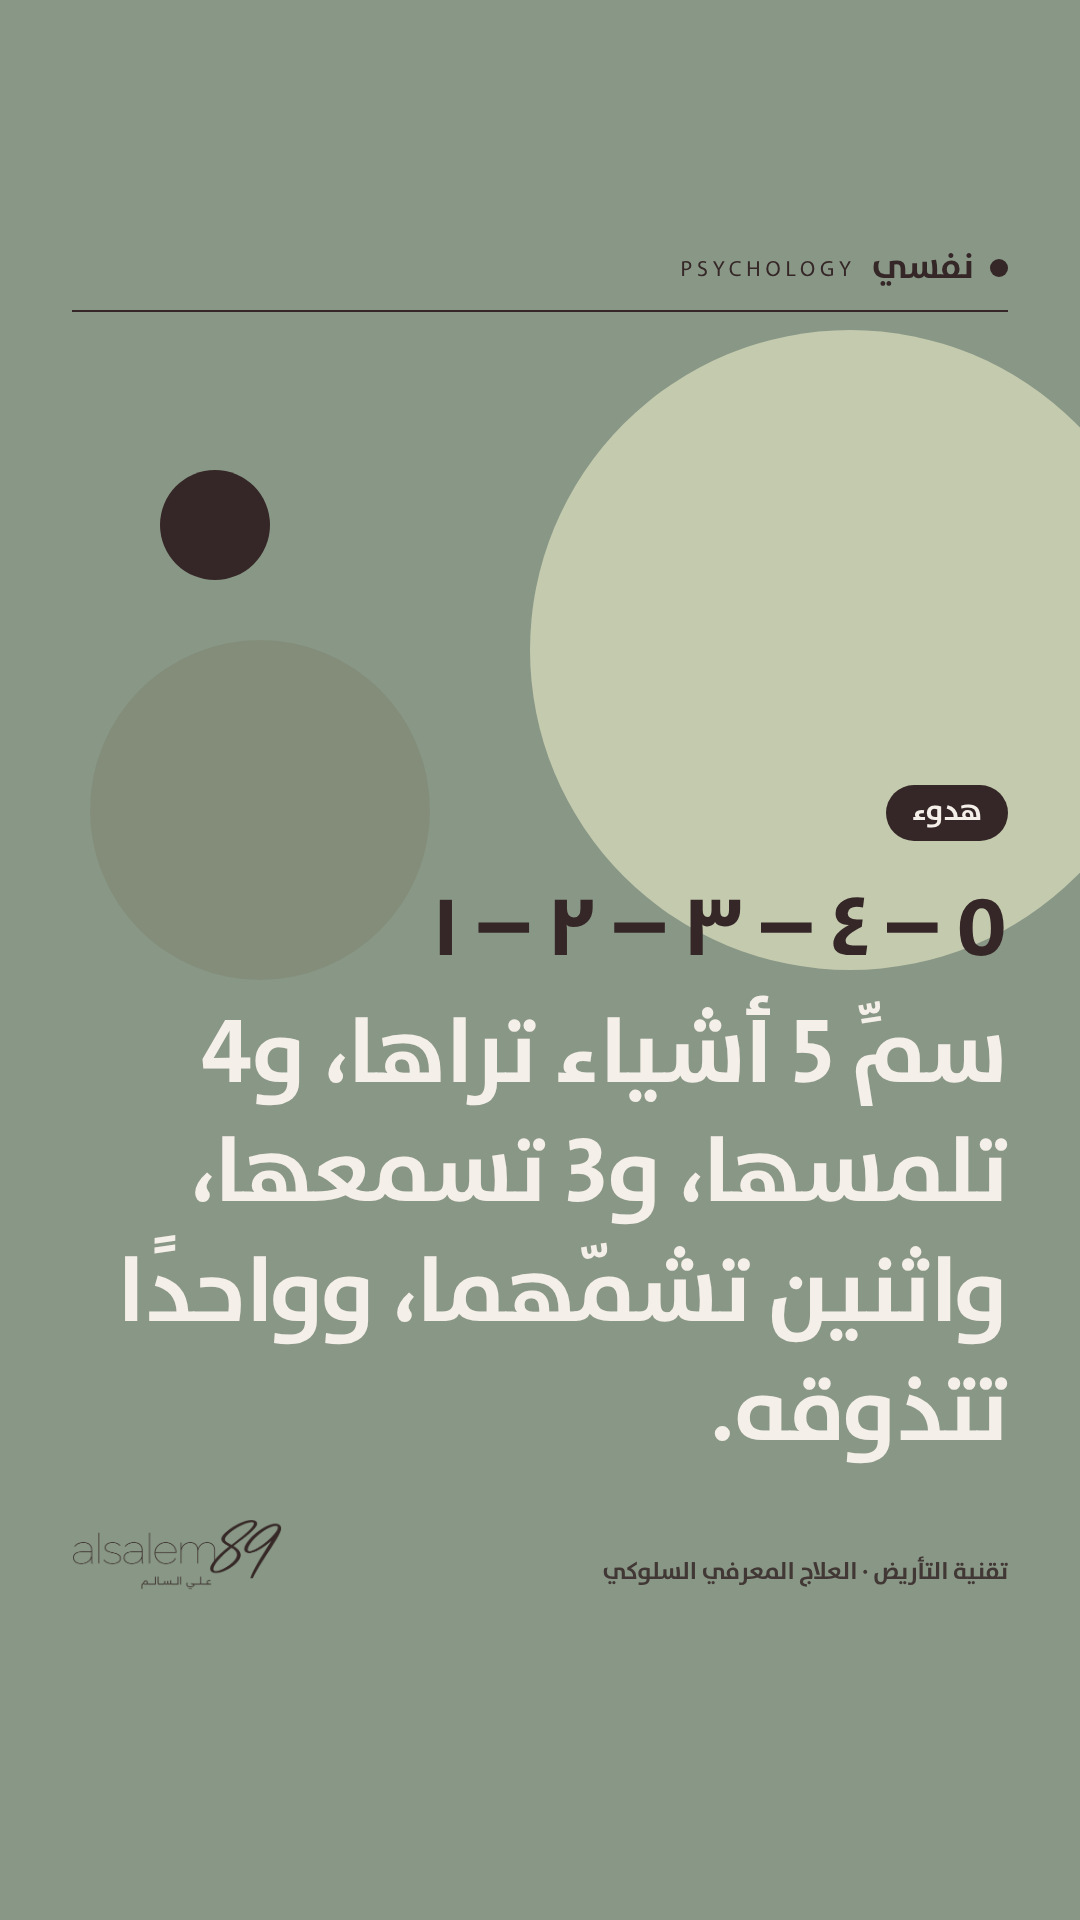 نفسي PSYCHOLOGY
هدوء
٥ – ٤ – ٣ – ٢ – ١
سمِّ 5 أشياء تراها، و4
تلمسها، و3 تسمعها،
واثنين تشمّهما، وواحدًا
تتذوقه.
تقنية التأريض · العلاج المعرفي السلوكي
alsalem89
علي السالم